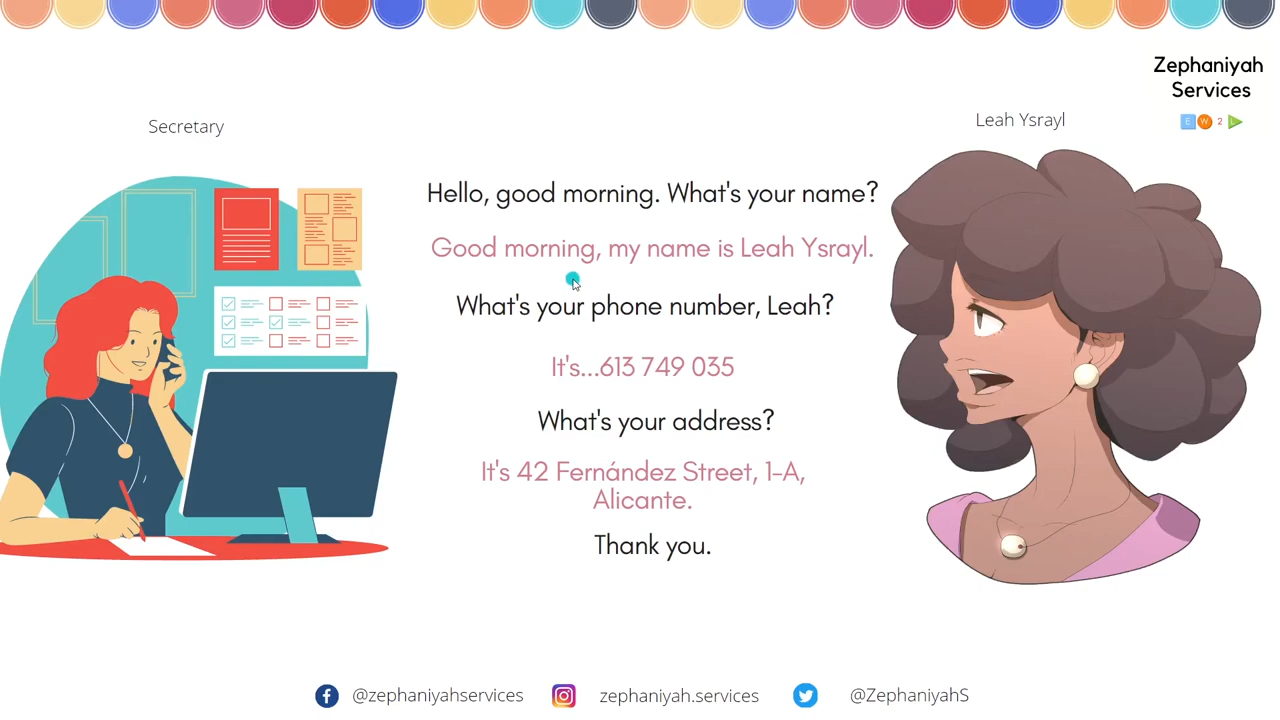 Zephaniyah
Services
E W 2 L
Secretary
Leah Ysrayl
Hello, good morning. What's your name?
Good morning, my name is Leah Ysrayl.
What's your phone number, Leah?
It's...613 749 035
What's your address?
It's 42 Fernández Street, 1-A,
Alicante.
Thank you.
@zephaniyahservices
zephaniyah.services
@ZephaniyahS